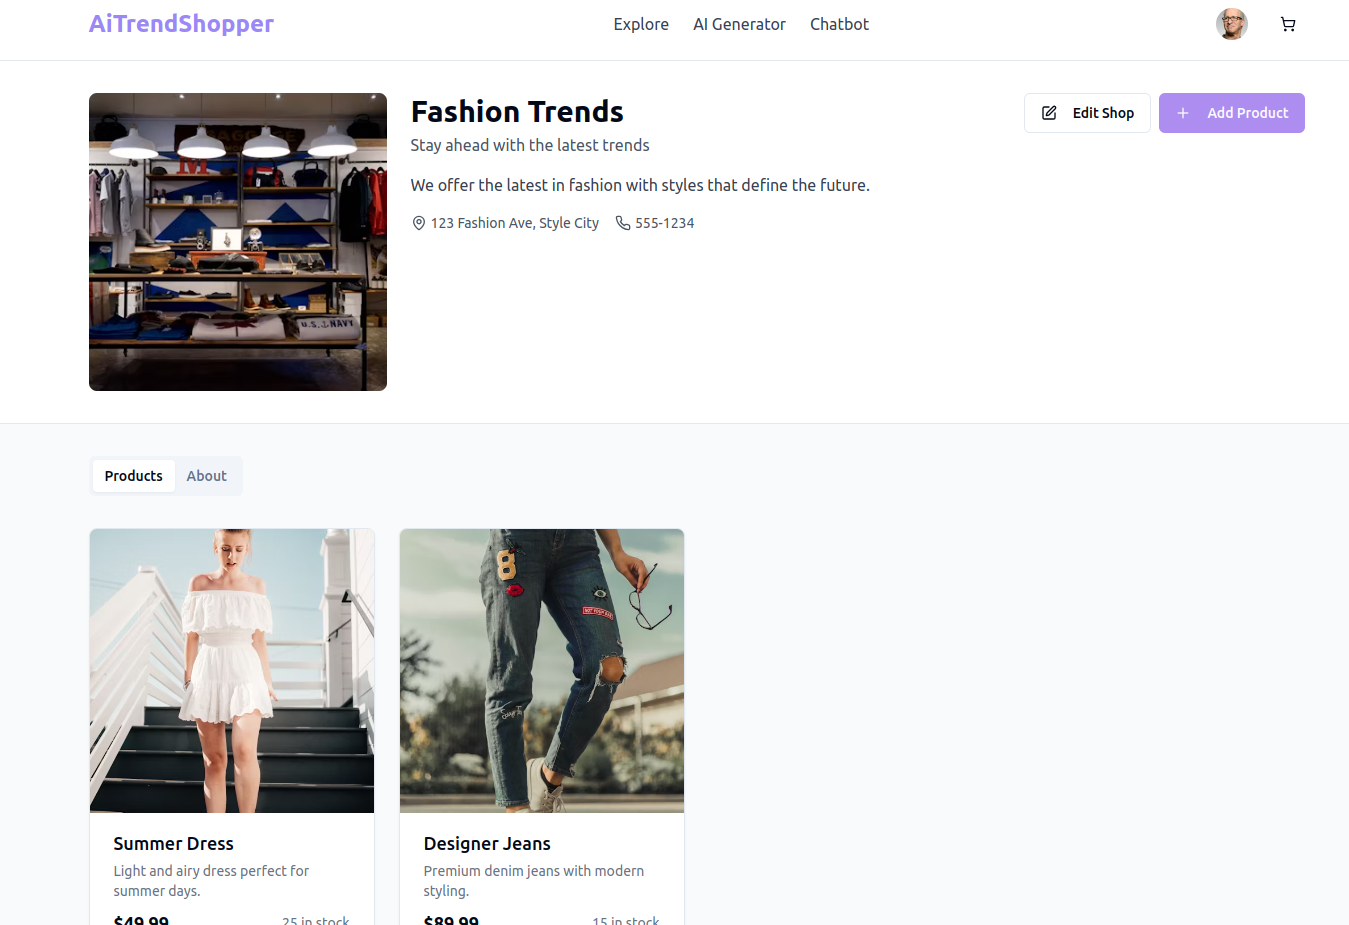 AiTrendShopper
Explore
AI Generator
Chatbot
Fashion Trends
Stay ahead with the latest trends
We offer the latest in fashion with styles that define the future.
123 Fashion Ave, Style City
555-1234
Edit Shop
Add Product
M
U.S. NAVY
Products
About
8
Summer Dress
Light and airy dress perfect for
summer days.
$49.99
25 in stock
Designer Jeans
Premium denim jeans with modern
styling.
$89.99
15 in stock